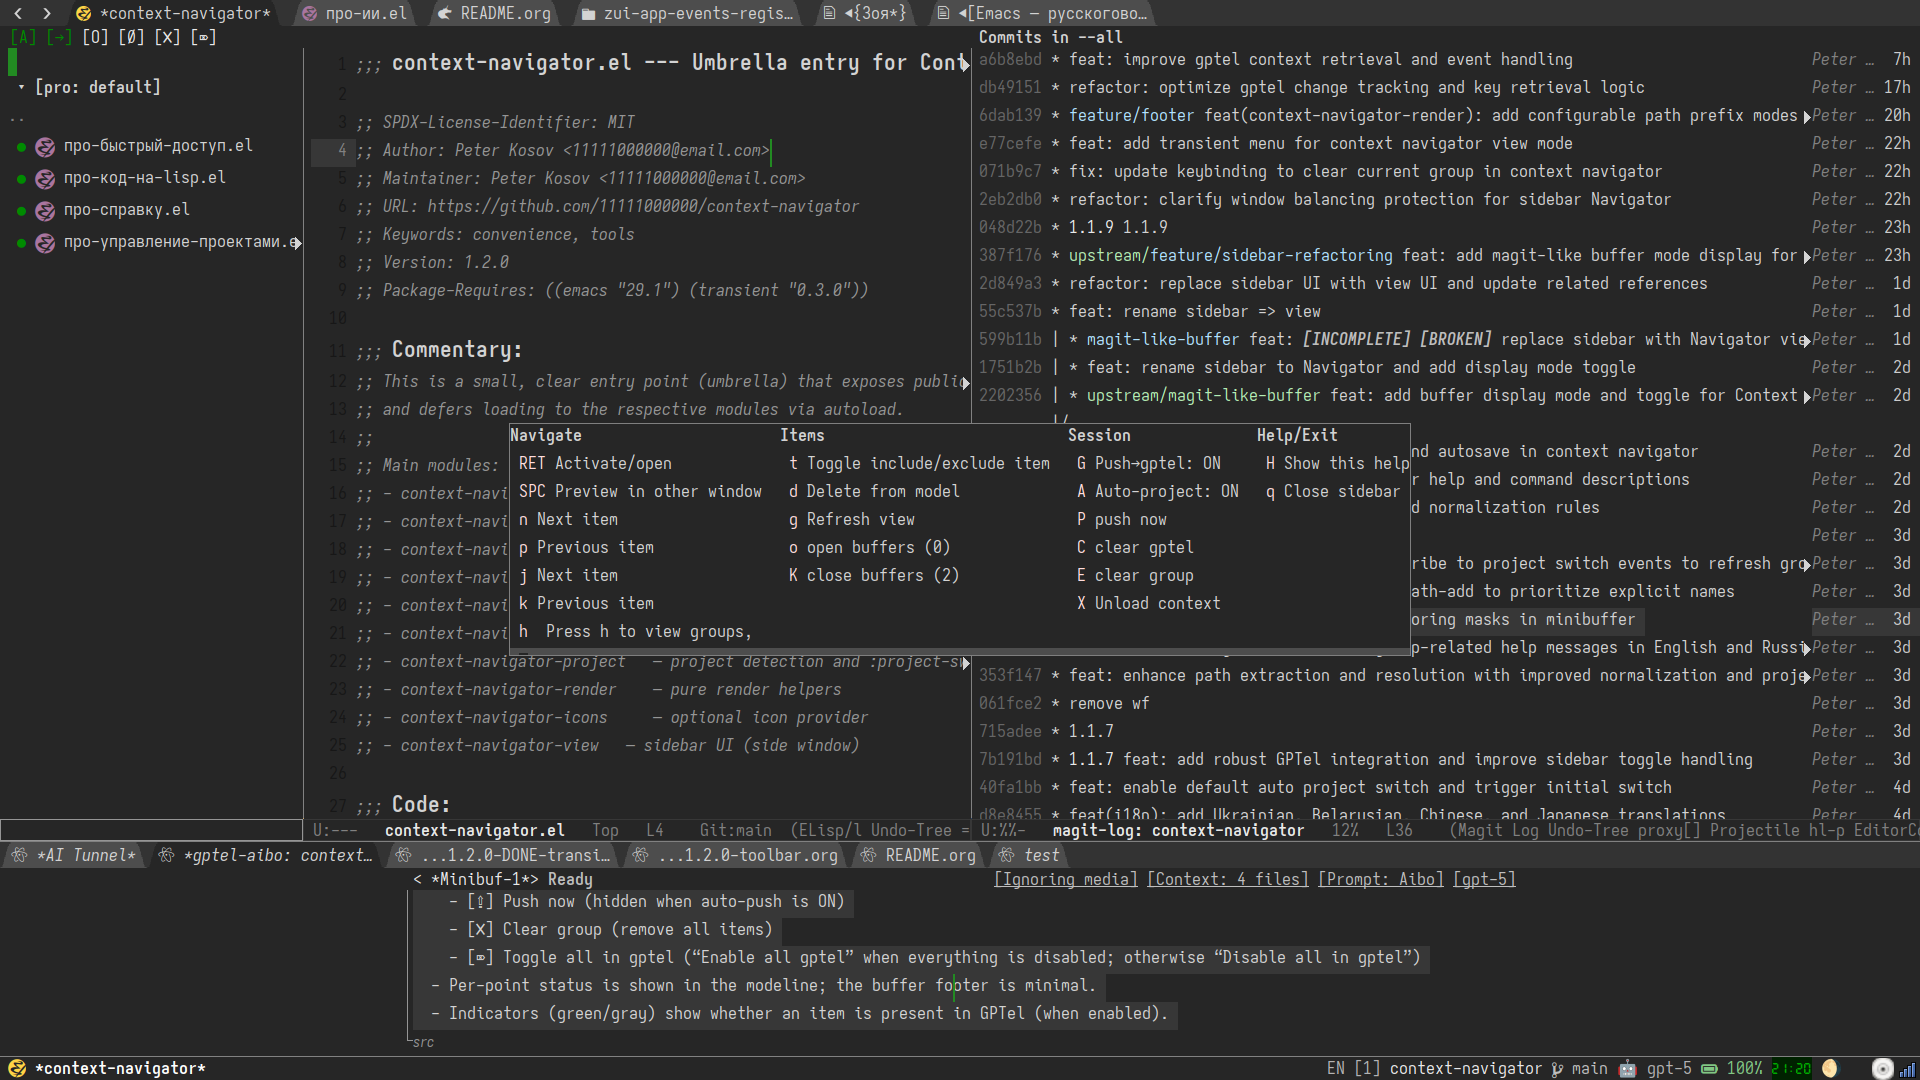 *context-navigator* про-ии.el README.org zui-app-events-regis… ◀{Зоя*} ◀[Emacs — русскогово…
[A] [→] [O] [Ø] [X] [⌦]
▾ [pro: default]
..
про-быстрый-доступ.el
про-код-на-lisp.el
про-справку.el
про-управление-проектами.e
1 ;;; context-navigator.el --- Umbrella entry for Cont
2
3 ;; SPDX-License-Identifier: MIT
4 ;; Author: Peter Kosov <11111000000@email.com>
5 ;; Maintainer: Peter Kosov <11111000000@email.com>
6 ;; URL: https://github.com/11111000000/context-navigator
7 ;; Keywords: convenience, tools
8 ;; Version: 1.2.0
9 ;; Package-Requires: ((emacs "29.1") (transient "0.3.0"))
10
11 ;;; Commentary:
12 ;; This is a small, clear entry point (umbrella) that exposes public
13 ;; and defers loading to the respective modules via autoload.
14 ;;
15 ;; Main modules:
16 ;; - context-navi
17 ;; - context-navi
18 ;; - context-navi
19 ;; - context-navi
20 ;; - context-navi
21 ;; - context-navi
22 ;; - context-navigator-project — project detection and :project-s
23 ;; - context-navigator-render — pure render helpers
24 ;; - context-navigator-icons — optional icon provider
25 ;; - context-navigator-view — sidebar UI (side window)
26
27 ;;; Code:
U:--- context-navigator.el Top L4 Git:main (ELisp/l Undo-Tree =
Commits in --all
a6b8ebd * feat: improve gptel context retrieval and event handling Peter … 7h
db49151 * refactor: optimize gptel change tracking and key retrieval logic Peter … 17h
6dab139 * feature/footer feat(context-navigator-render): add configurable path prefix modes Peter … 20h
e77cefe * feat: add transient menu for context navigator view mode Peter … 22h
071b9c7 * fix: update keybinding to clear current group in context navigator Peter … 22h
2eb2db0 * refactor: clarify window balancing protection for sidebar Navigator Peter … 22h
048d22b * 1.1.9 1.1.9 Peter … 23h
387f176 * upstream/feature/sidebar-refactoring feat: add magit-like buffer mode display for Peter … 23h
2d849a3 * refactor: replace sidebar UI with view UI and update related references Peter … 1d
55c537b * feat: rename sidebar => view Peter … 1d
599b11b | * magit-like-buffer feat: [INCOMPLETE] [BROKEN] replace sidebar with Navigator vie Peter … 1d
1751b2b | * feat: rename sidebar to Navigator and add display mode toggle Peter … 2d
2202356 | * upstream/magit-like-buffer feat: add buffer display mode and toggle for Context Peter … 2d
|/
nd autosave in context navigator Peter … 2d
r help and command descriptions Peter … 2d
d normalization rules Peter … 2d
Peter … 3d
ribe to project switch events to refresh gro Peter … 3d
ath-add to prioritize explicit names Peter … 3d
oring masks in minibuffer Peter … 3d
p-related help messages in English and Russi Peter … 3d
353f147 * feat: enhance path extraction and resolution with improved normalization and proje Peter … 3d
061fce2 * remove wf Peter … 3d
715adee * 1.1.7 Peter … 3d
7b191bd * 1.1.7 feat: add robust GPTel integration and improve sidebar toggle handling Peter … 3d
40fa1bb * feat: enable default auto project switch and trigger initial switch Peter … 4d
d8e8455 * feat(i18n): add Ukrainian, Belarusian, Chinese, and Japanese translations Peter … 4d
U:%%- magit-log: context-navigator 12% L36 (Magit Log Undo-Tree proxy[] Projectile hl-p EditorCo
Navigate Items Session Help/Exit
RET Activate/open t Toggle include/exclude item G Push→gptel: ON H Show this help
SPC Preview in other window d Delete from model A Auto-project: ON q Close sidebar
n Next item g Refresh view P push now
p Previous item o open buffers (0) C clear gptel
j Next item K close buffers (2) E clear group
k Previous item X Unload context
h Press h to view groups,
*AI Tunnel* *gptel-aibo: context… ...1.2.0-DONE-transi… ...1.2.0-toolbar.org README.org test
< *Minibuf-1*> Ready [Ignoring media] [Context: 4 files] [Prompt: Aibo] [gpt-5]
- [⇪] Push now (hidden when auto-push is ON)
- [X] Clear group (remove all items)
- [⌦] Toggle all in gptel (“Enable all gptel” when everything is disabled; otherwise “Disable all in gptel”)
- Per-point status is shown in the modeline; the buffer footer is minimal.
- Indicators (green/gray) show whether an item is present in GPTel (when enabled).
src
*context-navigator* EN [1] context-navigator main gpt-5 100% 21:20